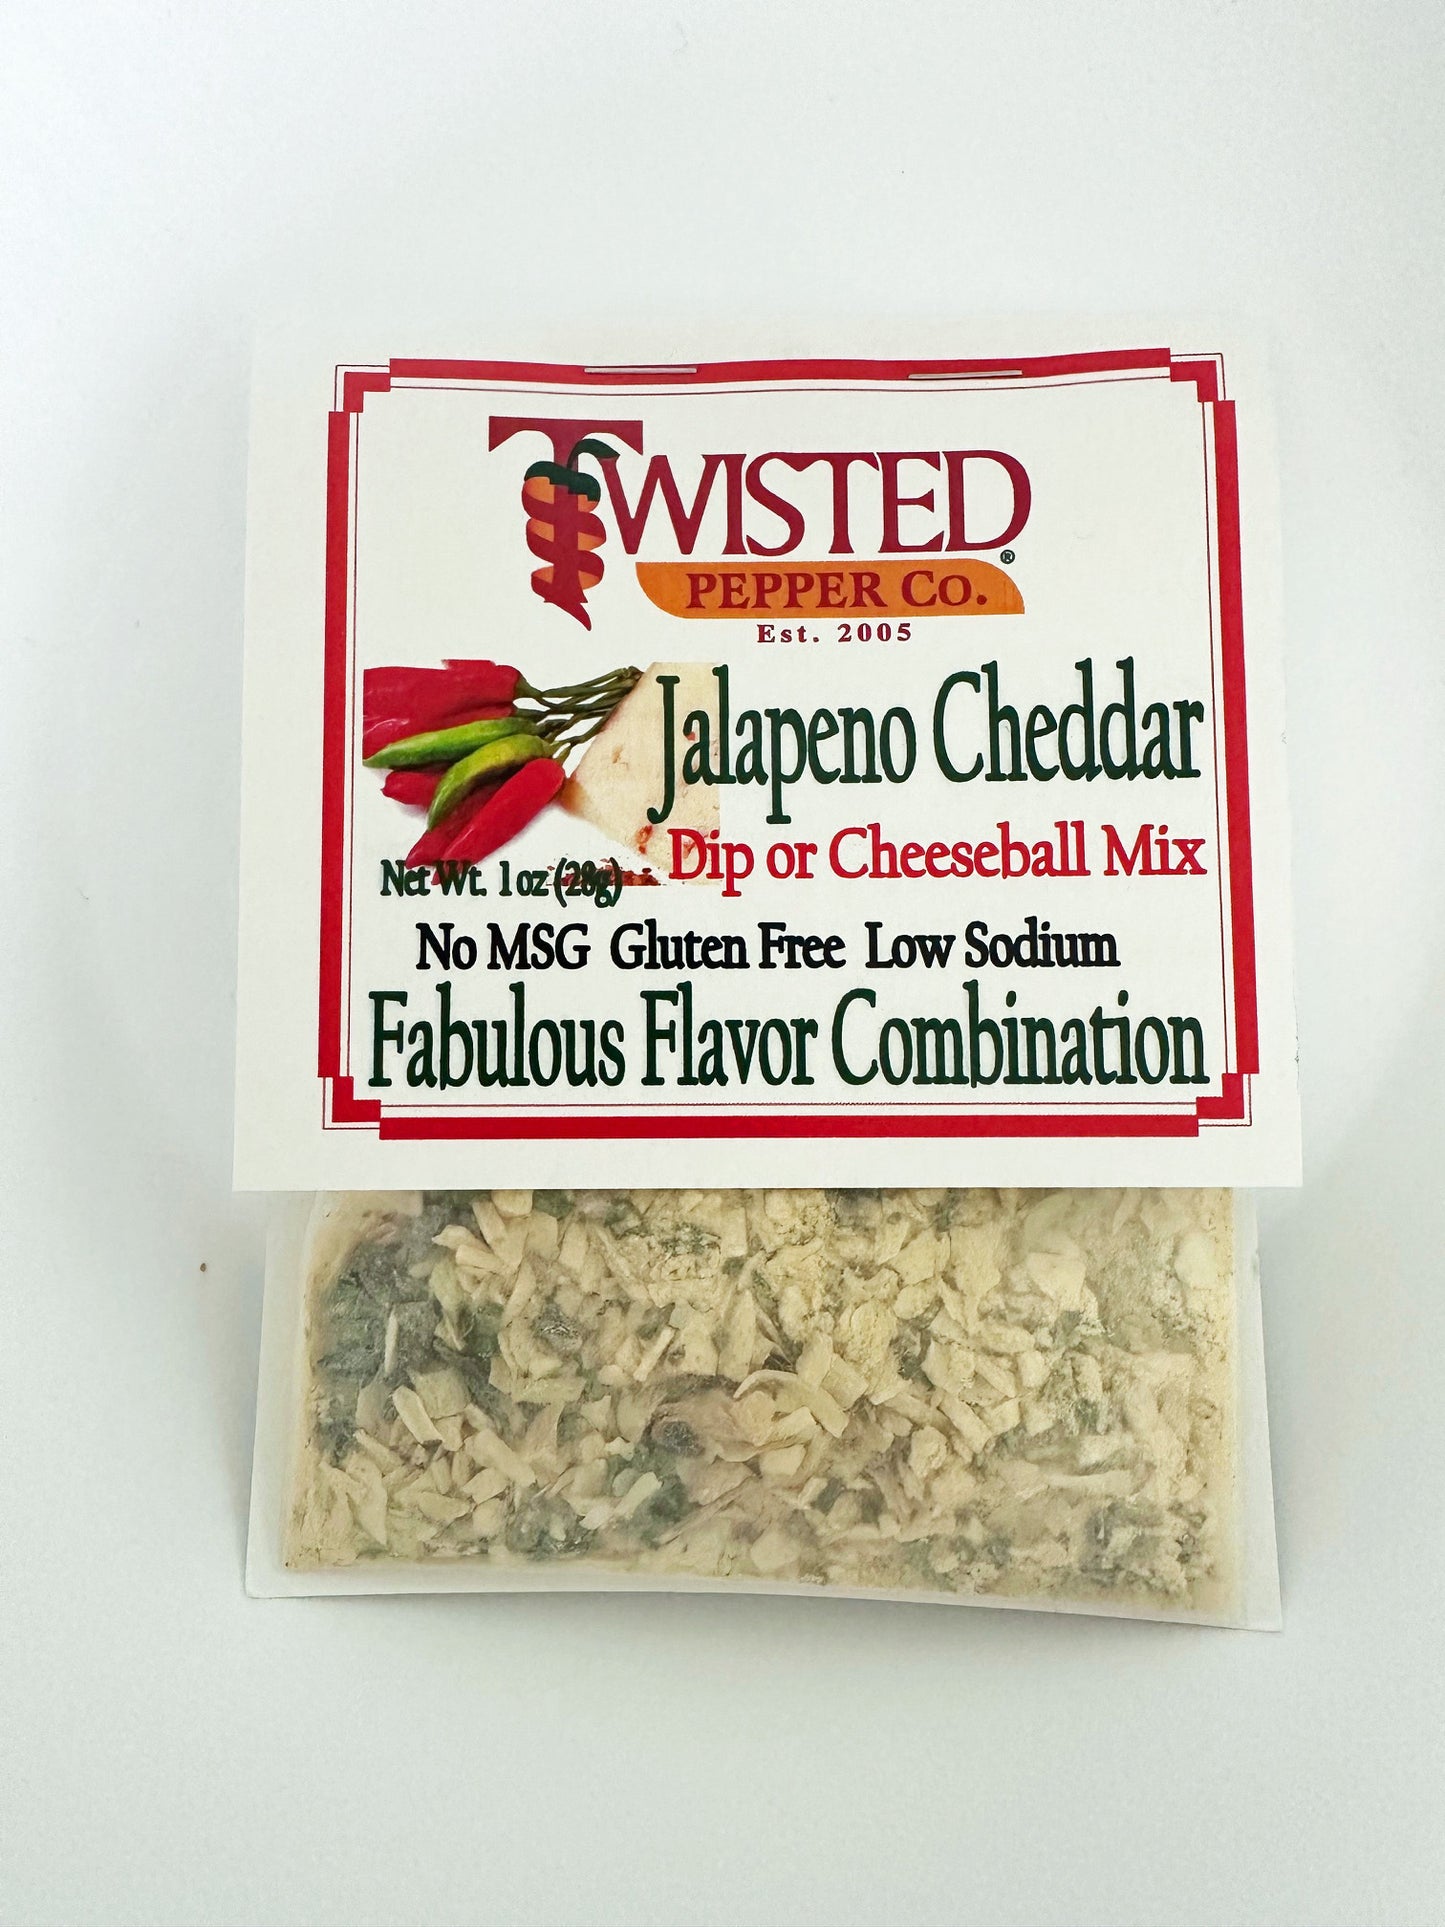 TWISTED®
PEPPER CO.
Est. 2005
Jalapeno Cheddar
Dip or Cheeseball Mix
Net Wt. 1 oz (28g)
No MSG Gluten Free Low Sodium
Fabulous Flavor Combination